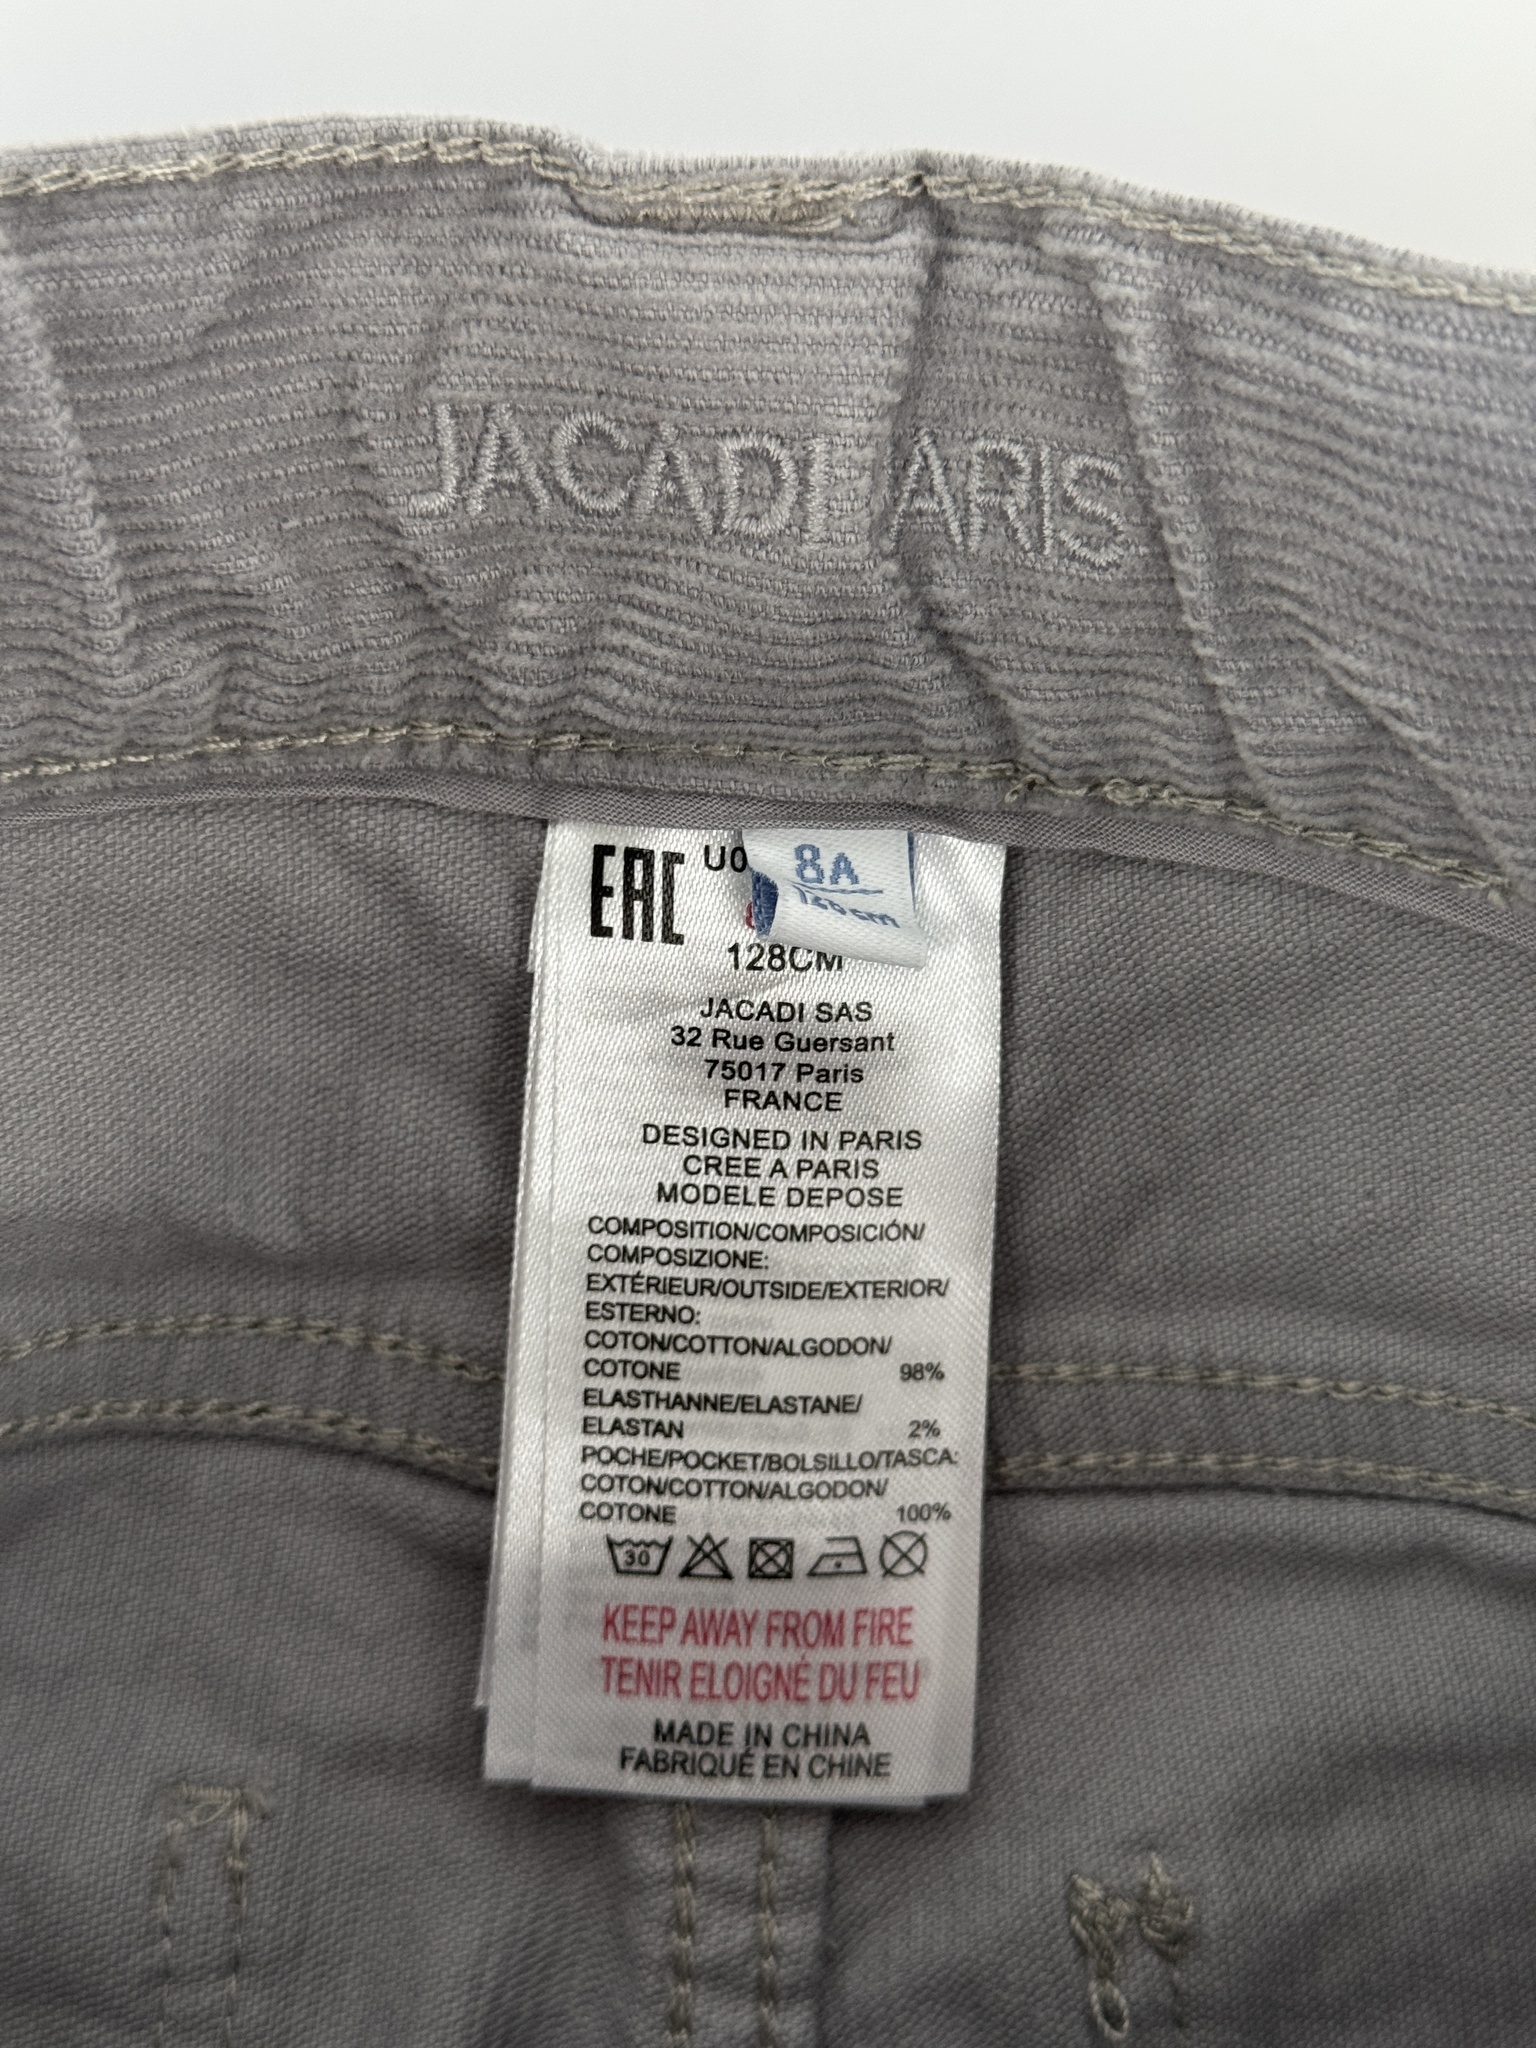 JACADI ARIS
EAC
U0
8A
128CM
JACADI SAS
32 Rue Guersant
75017 Paris
FRANCE
DESIGNED IN PARIS
CREE A PARIS
MODELE DEPOSE
COMPOSITION/COMPOSICIÓN/
COMPOSIZIONE:
EXTÉRIEUR/OUTSIDE/EXTERIOR/
ESTERNO:
COTON/COTTON/ALGODON/
COTONE 98%
ELASTHANNE/ELASTANE/
ELASTAN 2%
POCHE/POCKET/BOLSILLO/TASCA:
COTON/COTTON/ALGODON/
COTONE 100%
30
KEEP AWAY FROM FIRE
TENIR ELOIGNÉ DU FEU
MADE IN CHINA
FABRIQUÉ EN CHINE